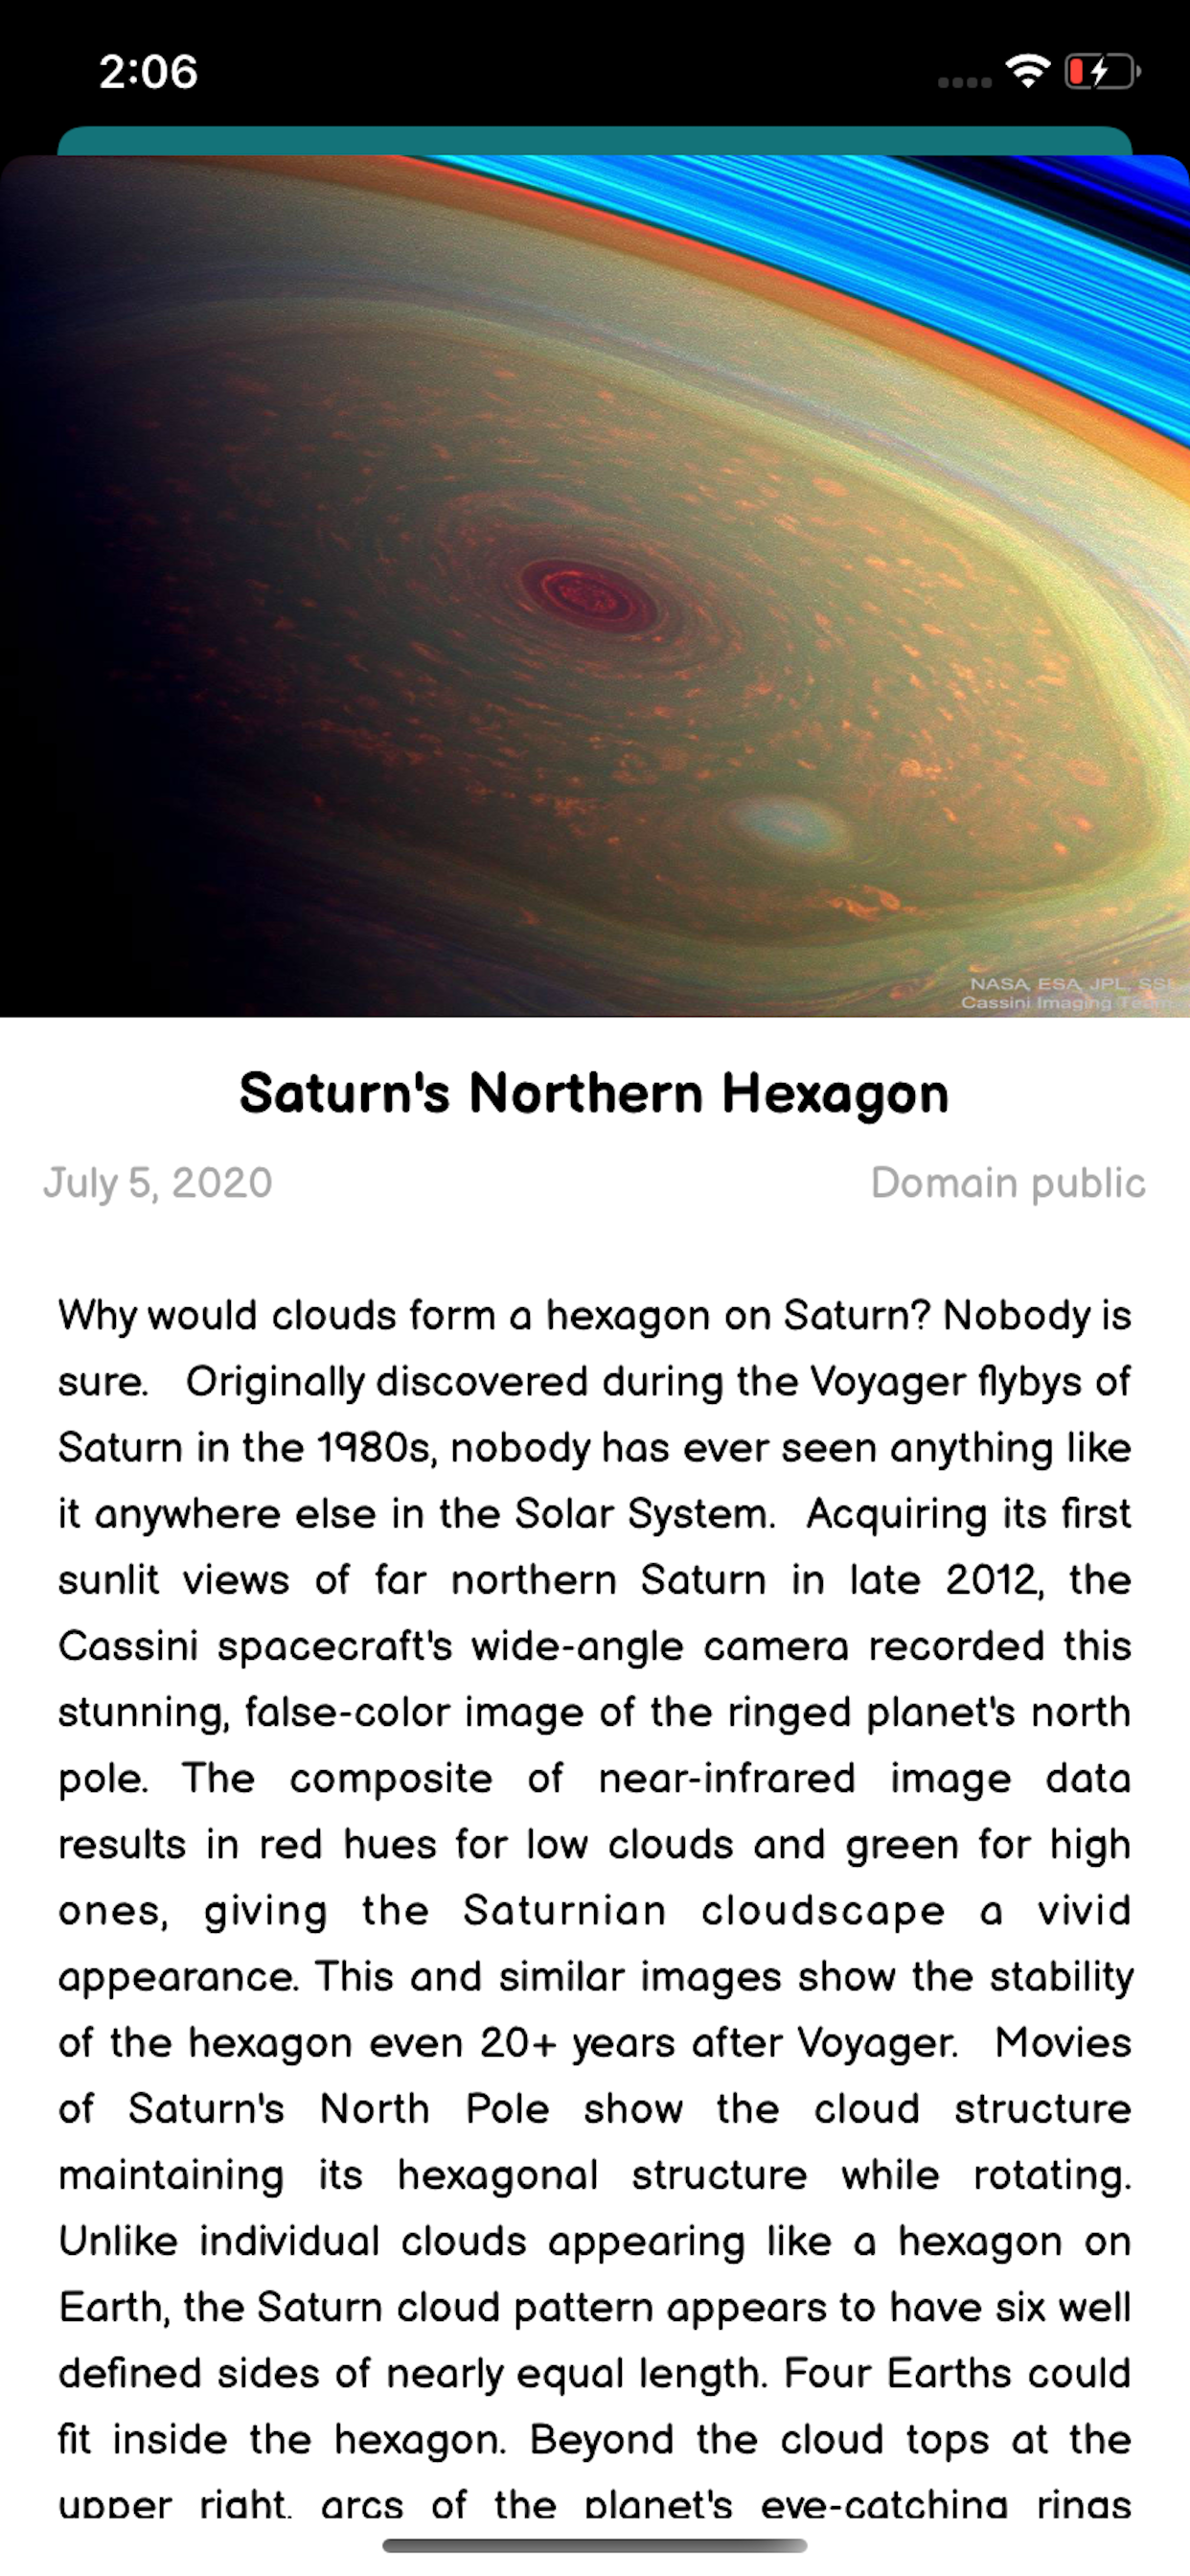 2:06
NASA, ESA, JPL, SSI,
Cassini Imaging Team
Saturn's Northern Hexagon
July 5, 2020
Domain public
Why would clouds form a hexagon on Saturn? Nobody is
sure. Originally discovered during the Voyager flybys of
Saturn in the 1980s, nobody has ever seen anything like
it anywhere else in the Solar System. Acquiring its first
sunlit views of far northern Saturn in late 2012, the
Cassini spacecraft's wide-angle camera recorded this
stunning, false-color image of the ringed planet's north
pole. The composite of near-infrared image data
results in red hues for low clouds and green for high
ones, giving the Saturnian cloudscape a vivid
appearance. This and similar images show the stability
of the hexagon even 20+ years after Voyager. Movies
of Saturn's North Pole show the cloud structure
maintaining its hexagonal structure while rotating.
Unlike individual clouds appearing like a hexagon on
Earth, the Saturn cloud pattern appears to have six well
defined sides of nearly equal length. Four Earths could
fit inside the hexagon. Beyond the cloud tops at the
upper right, arcs of the planet's eye-catching rings